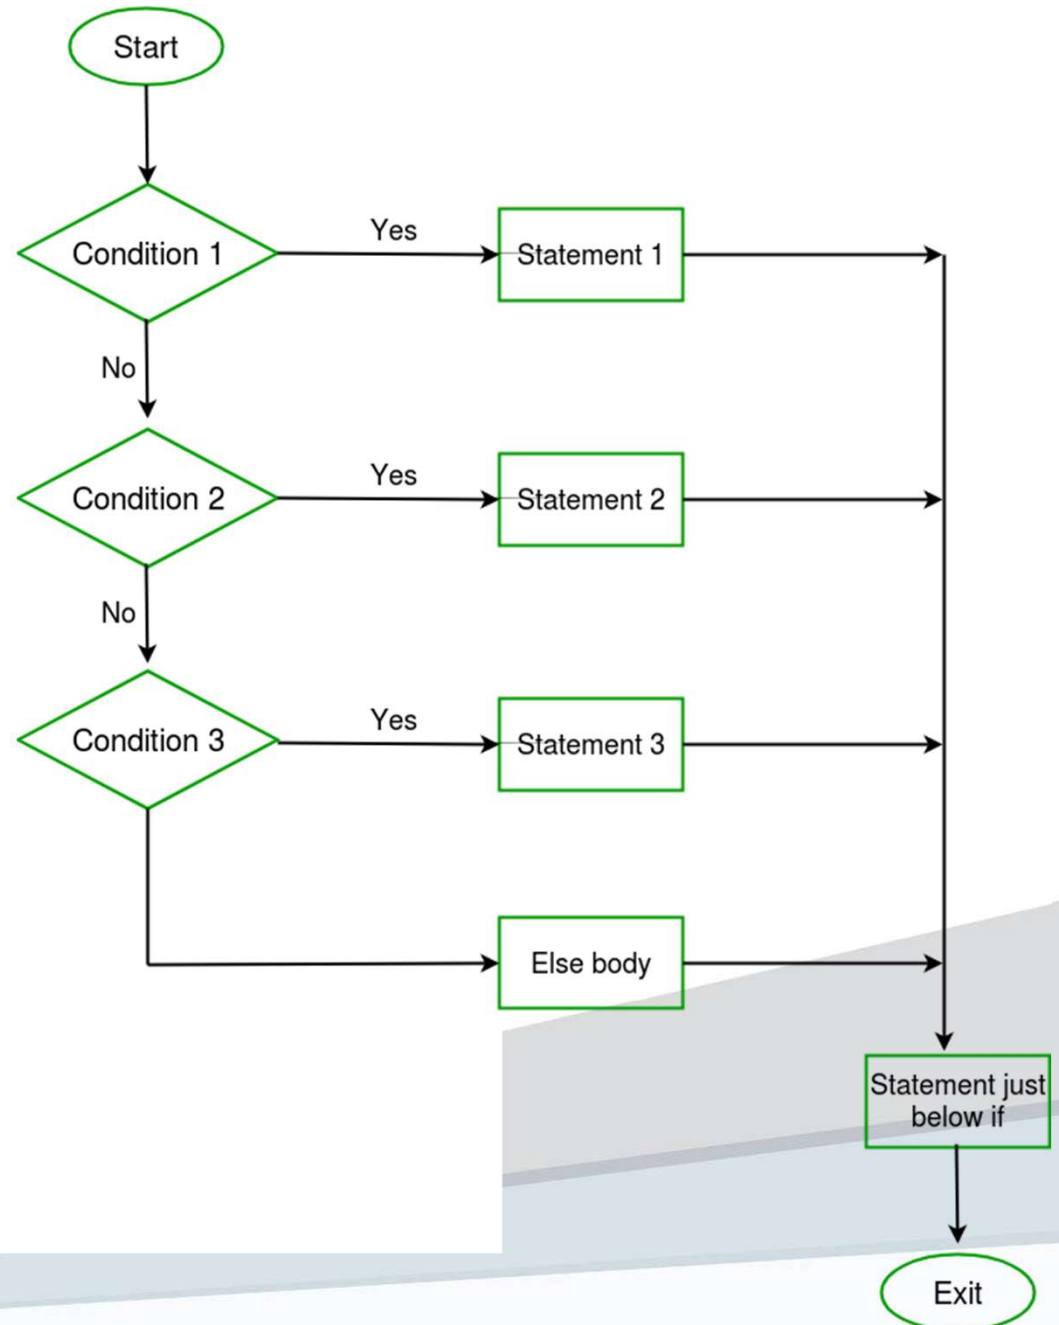 Start
Condition 1
Yes
Statement 1
No
Condition 2
Yes
Statement 2
No
Condition 3
Yes
Statement 3
Else body
Statement just
below if
Exit